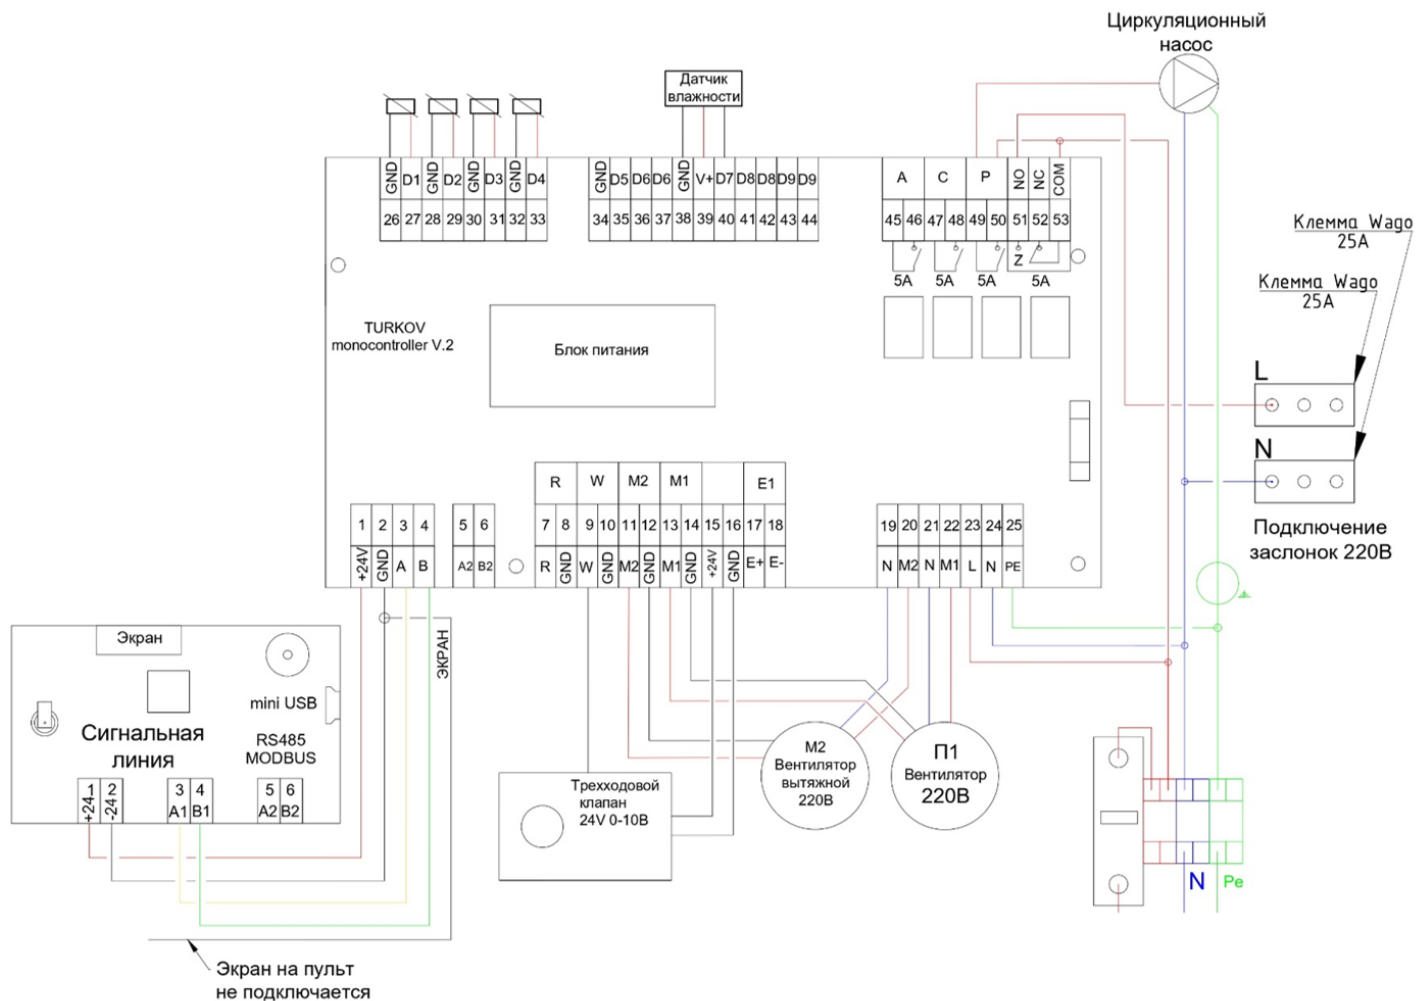 Циркуляционный
насос
Датчик
влажности
GND D1 GND D2 GND D3 GND D4
26 27 28 29 30 31 32 33
GND D5 D6 D6 GND V+ D7 D8 D8 D9 D9
34 35 36 37 38 39 40 41 42 43 44
A C P NO NC COM
45 46 47 48 49 50 51 52 53
Z
5A 5A 5A 5A
Клемма Wago
25А
Клемма Wago
25А
TURKOV
monocontroller V.2
Блок питания
L
N
Подключение
заслонок 220В
R W M2 M1 E1
1 2 3 4
+24V GND A B
5 6
A2 B2
7 8 9 10 11 12 13 14 15 16 17 18
R GND W GND M2 GND M1 GND +24V GND E+ E-
19 20 21 22 23 24 25
N M2 N M1 L N PE
ЭКРАН
Экран
mini USB
Сигнальная
линия
RS485
MODBUS
1 2
+24 -24
3 4
A1 B1
5 6
A2 B2
Трехходовой
клапан
24V 0-10В
М2
Вентилятор
вытяжной
220В
П1
Вентилятор
220В
N
Pe
Экран на пульт
не подключается